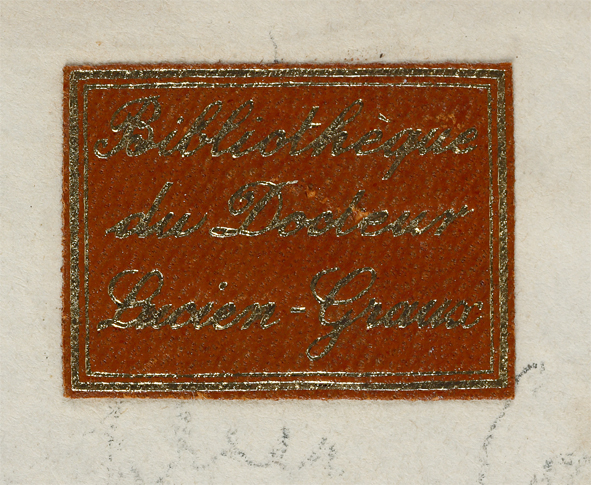 Bibliothèque
du Docteur
Lucien-Graux